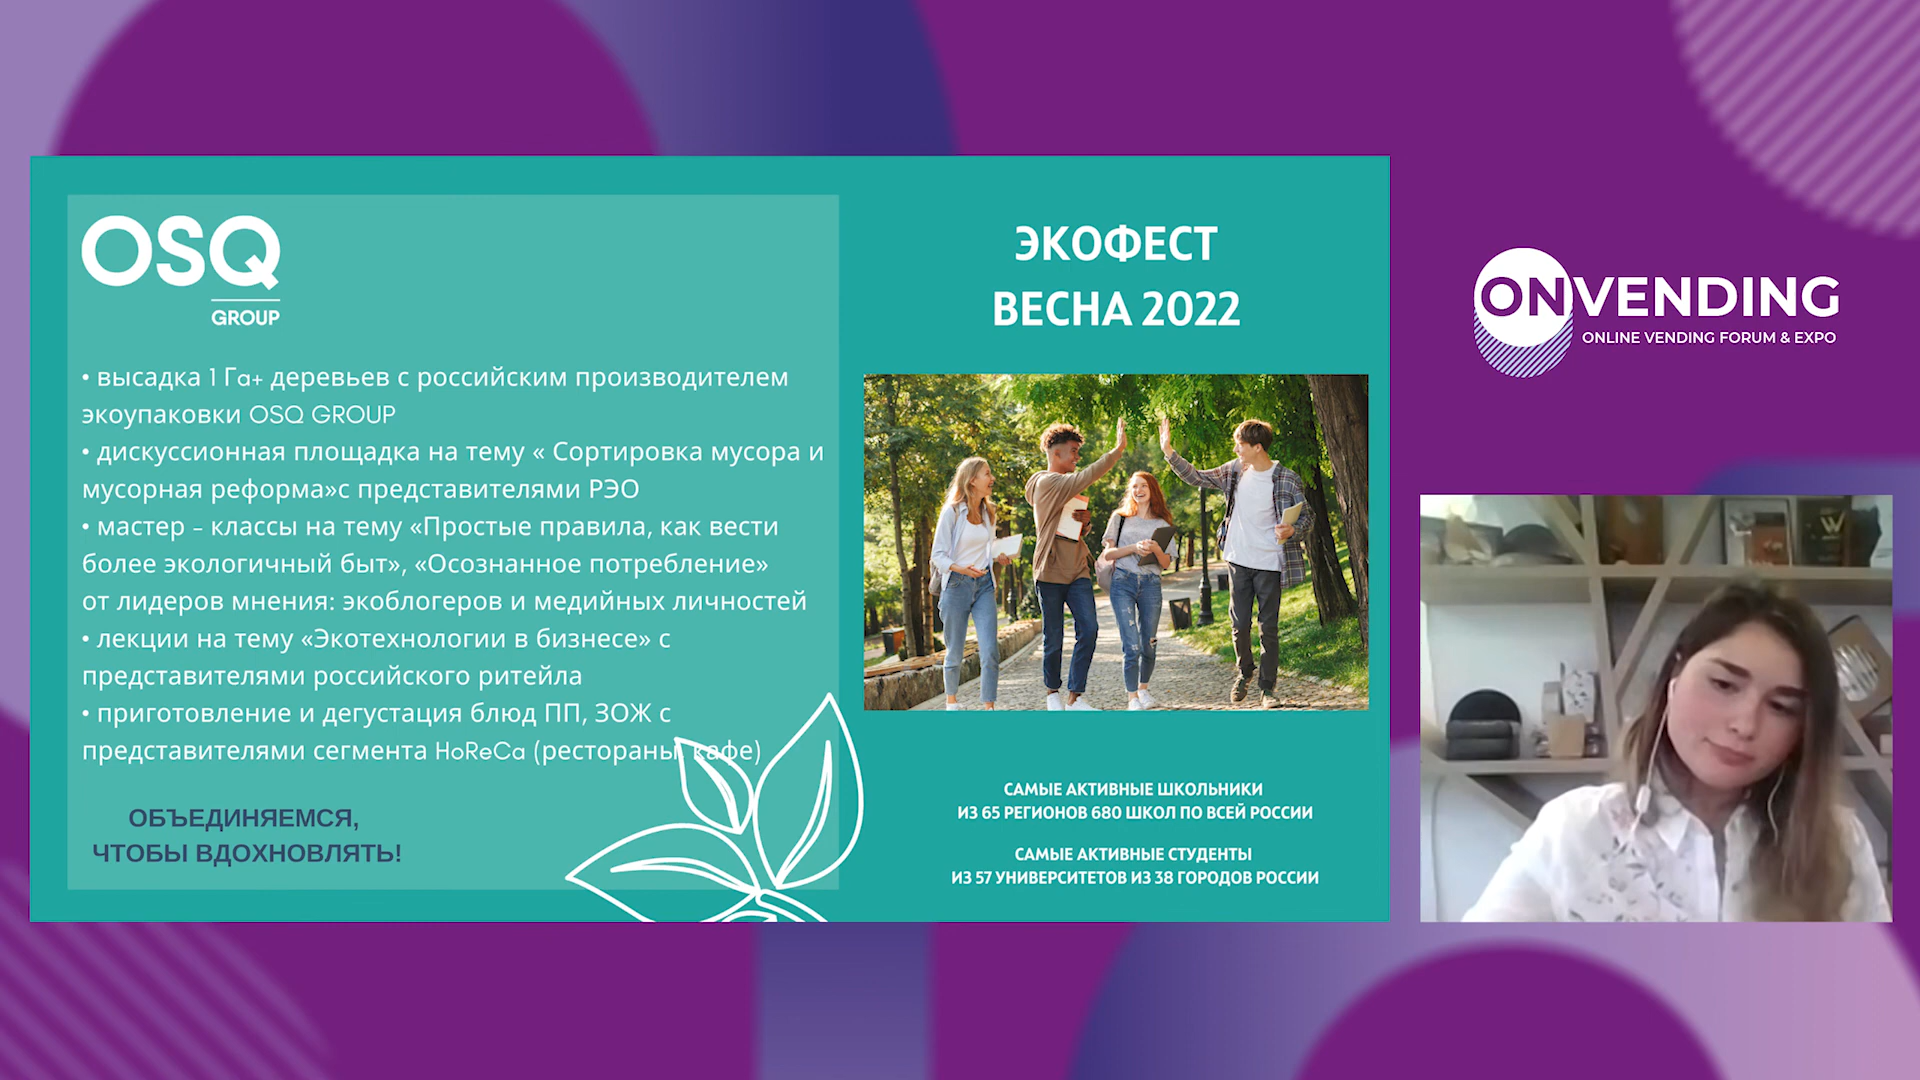 OSQ
GROUP
• высадка 1 Га+ деревьев с российским производителем
экоупаковки OSQ GROUP
• дискуссионная площадка на тему « Сортировка мусора и
мусорная реформа»с представителями РЭО
• мастер - классы на тему «Простые правила, как вести
более экологичный быт», «Осознанное потребление»
от лидеров мнения: экоблогеров и медийных личностей
• лекции на тему «Экотехнологии в бизнесе» с
представителями российского ритейла
• приготовление и дегустация блюд ПП, ЗОЖ с
представителями сегмента HoReCa (рестораны, кафе)
ОБЪЕДИНЯЕМСЯ,
ЧТОБЫ ВДОХНОВЛЯТЬ!
ЭКОФЕСТ
ВЕСНА 2022
САМЫЕ АКТИВНЫЕ ШКОЛЬНИКИ
ИЗ 65 РЕГИОНОВ 680 ШКОЛ ПО ВСЕЙ РОССИИ
САМЫЕ АКТИВНЫЕ СТУДЕНТЫ
ИЗ 57 УНИВЕРСИТЕТОВ ИЗ 38 ГОРОДОВ РОССИИ
ONVENDING
ONLINE VENDING FORUM & EXPO
W